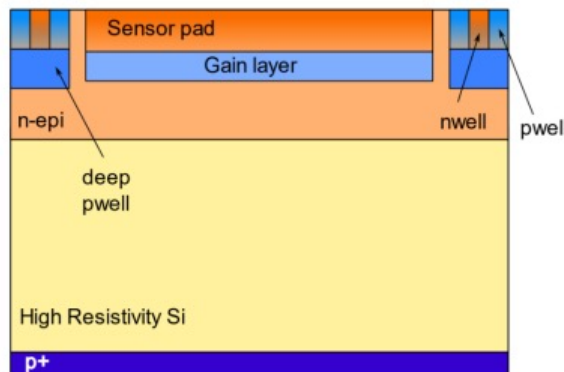 Sensor pad
Gain layer
n-epi
nwell
pwel
deep
pwell
High Resistivity Si
p+